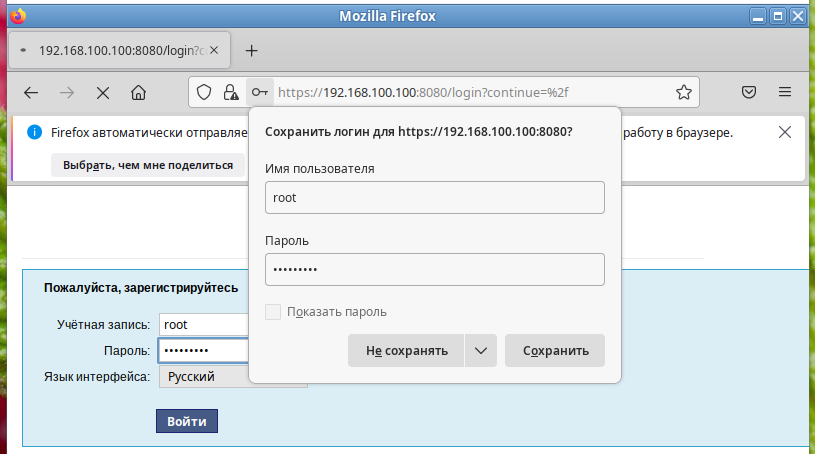 Mozilla Firefox
192.168.100.100:8080/login?c
https://192.168.100.100:8080/login?continue=%2f
Firefox автоматически отправляе
работу в браузере.
Выбрать, чем мне поделиться
Сохранить логин для https://192.168.100.100:8080?
Имя пользователя
root
Пароль
•••••••••
Показать пароль
Не сохранять
Сохранить
Пожалуйста, зарегистрируйтесь
Учётная запись: root
Пароль: •••••••••
Язык интерфейса: Русский
Войти